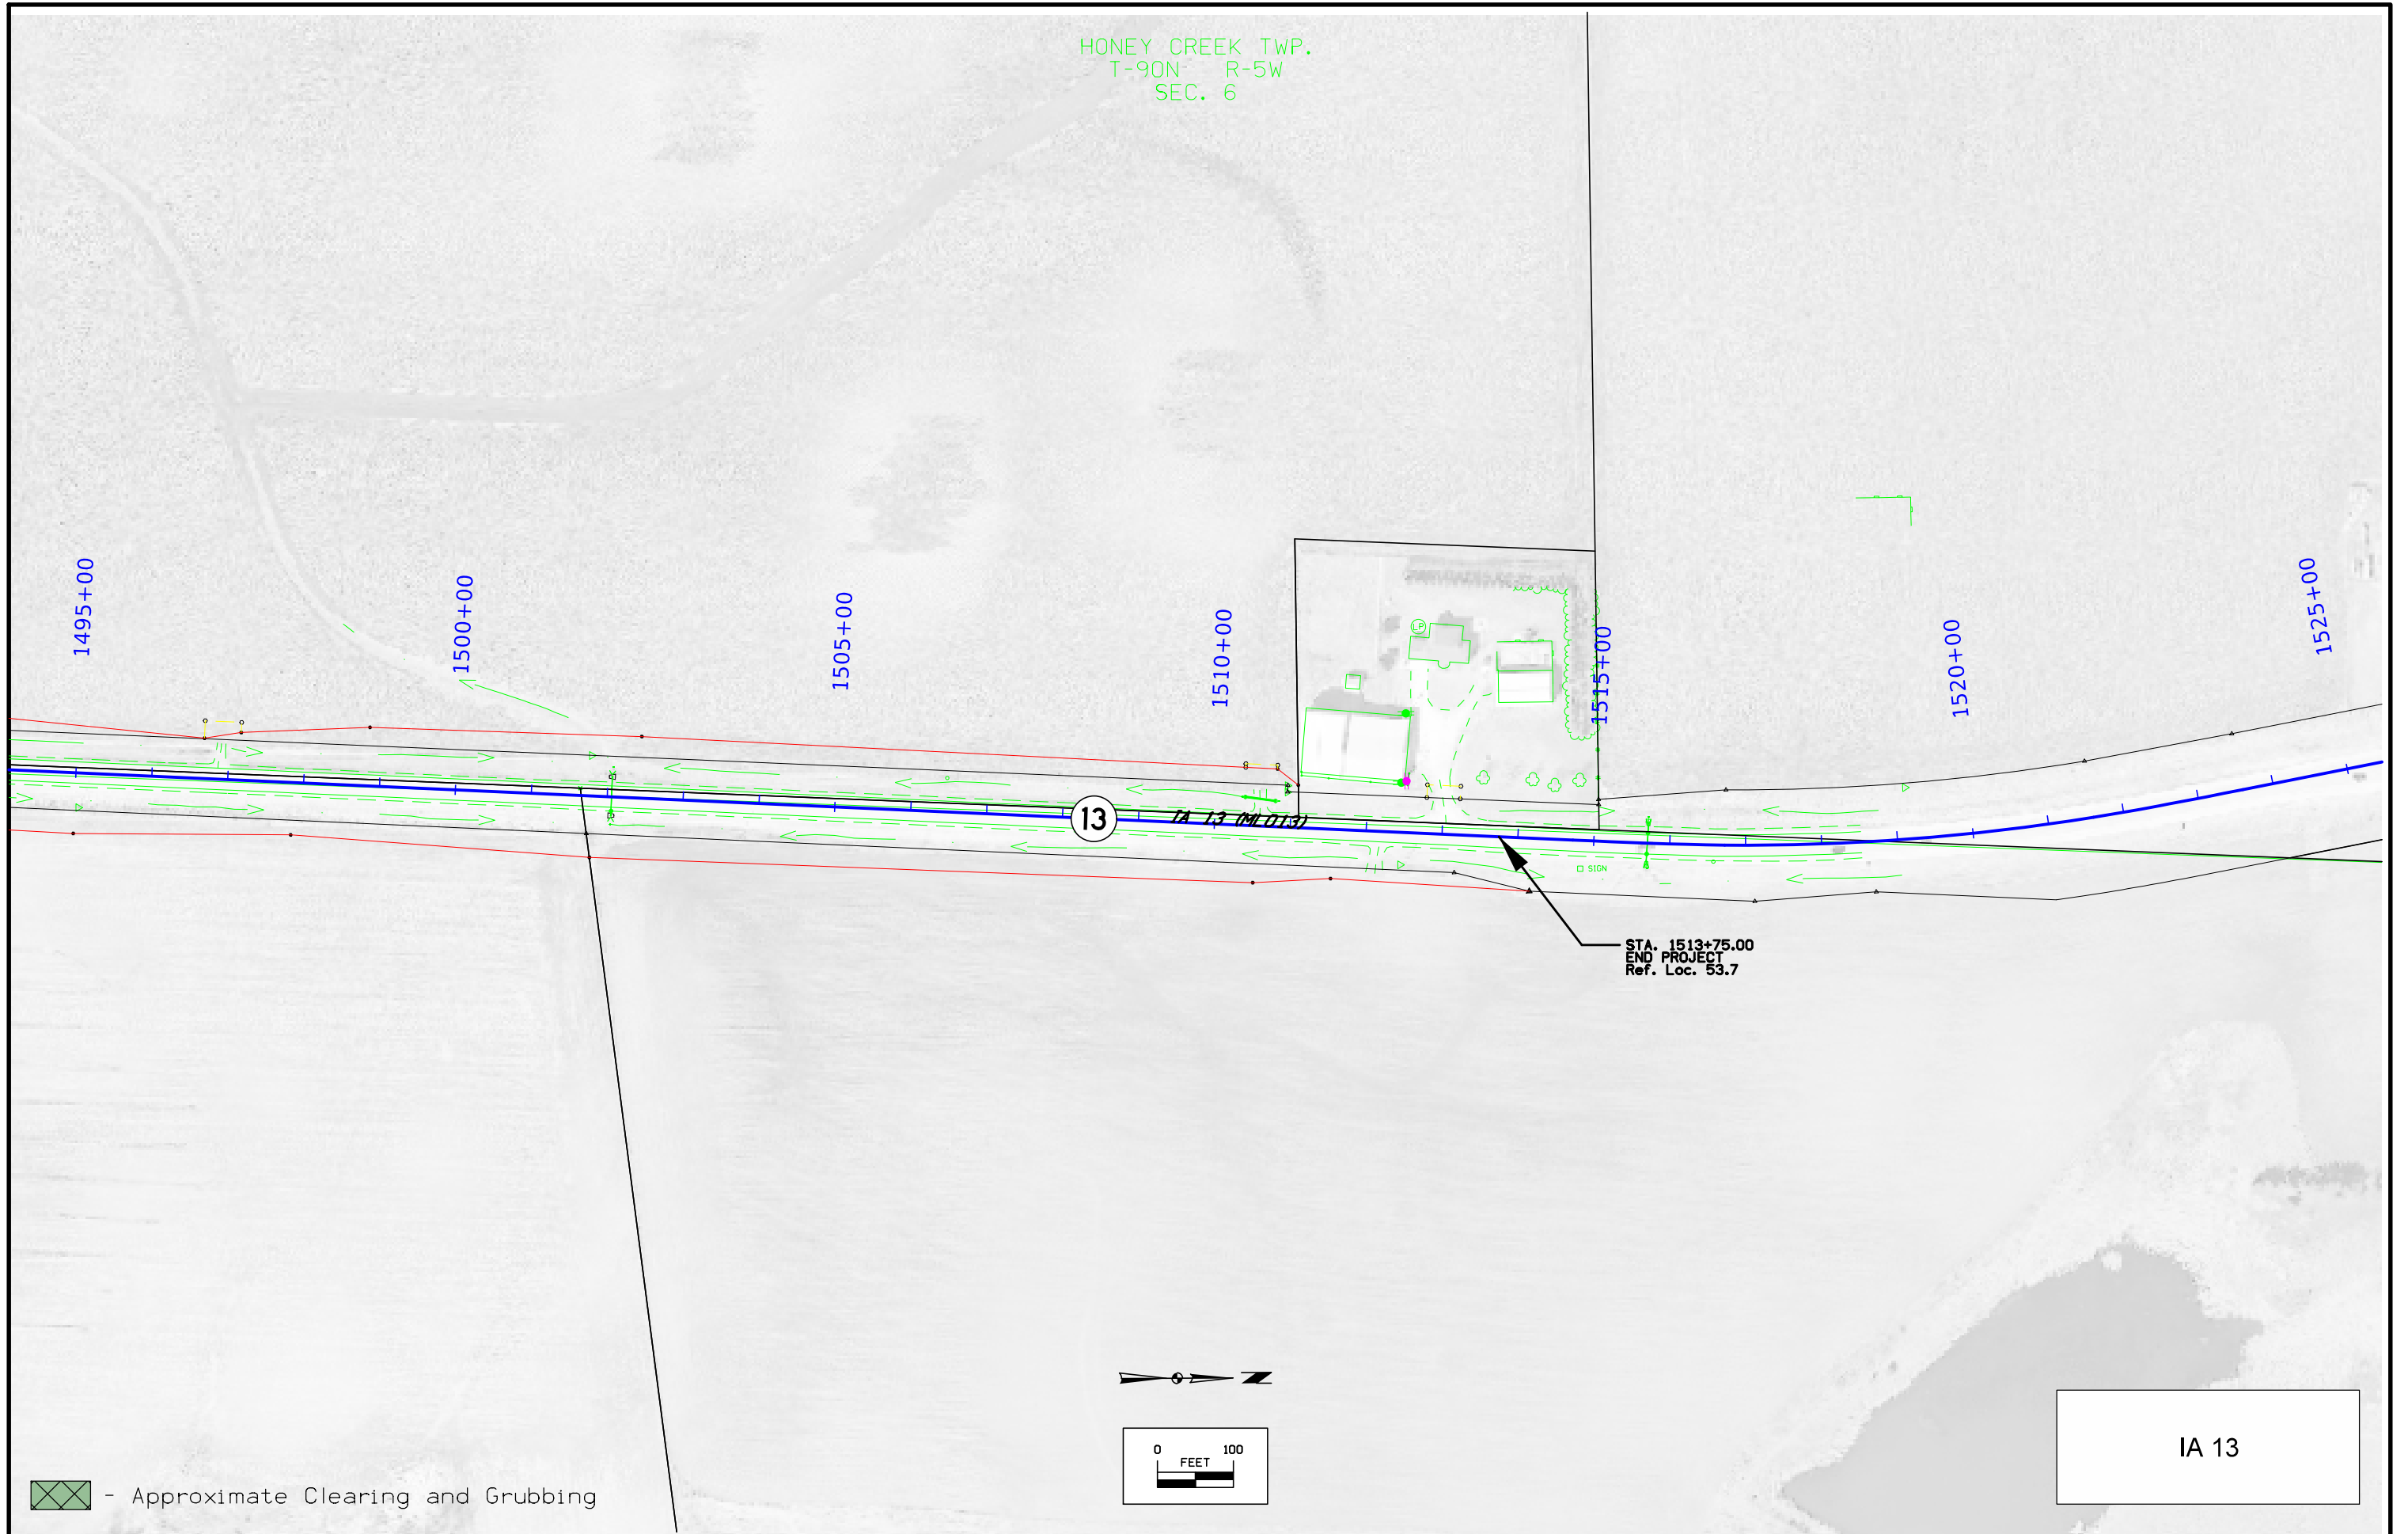 HONEY CREEK TWP.
T-90N R-5W
SEC. 6
1495+00
1500+00
1505+00
1510+00
1515+00
1520+00
1525+00
LP
13
IA 13 (ML013)
SIGN
STA. 1513+75.00
END PROJECT
Ref. Loc. 53.7
Z
0 100
FEET
- Approximate Clearing and Grubbing
IA 13